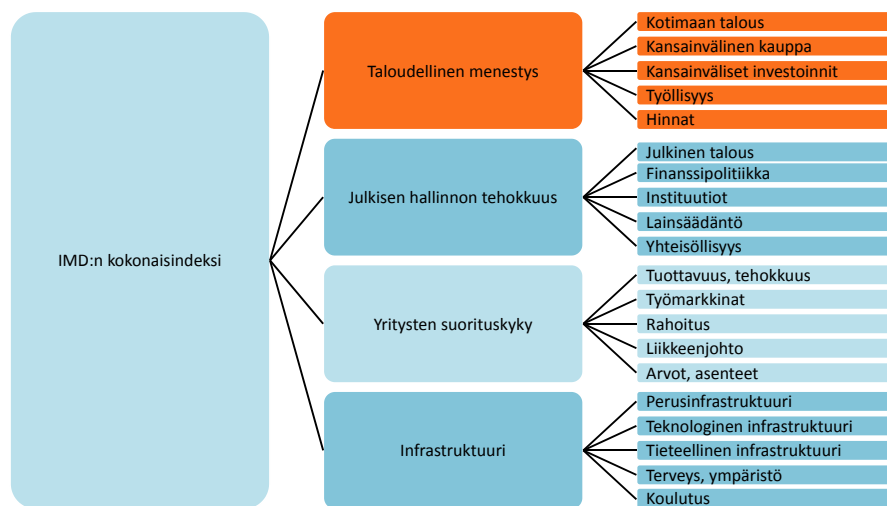 IMD:n kokonaisindeksi
Taloudellinen menestys
Kotimaan talous
Kansainvälinen kauppa
Kansainväliset investoinnit
Työllisyys
Hinnat
Julkisen hallinnon tehokkuus
Julkinen talous
Finanssipolitiikka
Instituutiot
Lainsäädäntö
Yhteisöllisyys
Yritysten suorituskyky
Tuottavuus, tehokkuus
Työmarkkinat
Rahoitus
Liikkeenjohto
Arvot, asenteet
Infrastruktuuri
Perusinfrastruktuuri
Teknologinen infrastruktuuri
Tieteellinen infrastruktuuri
Terveys, ympäristö
Koulutus